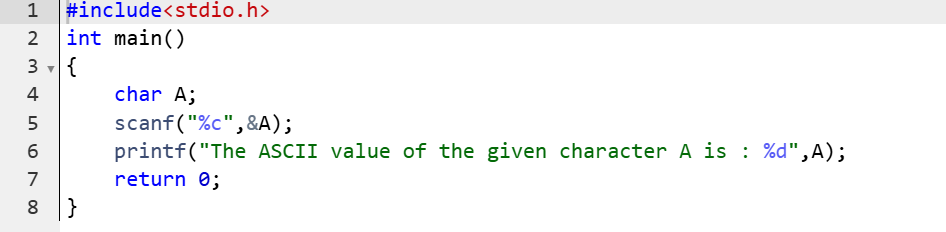 1 #include<stdio.h>
2 int main()
3 {
4     char A;
5     scanf("%c",&A);
6     printf("The ASCII value of the given character A is : %d",A);
7     return 0;
8 }